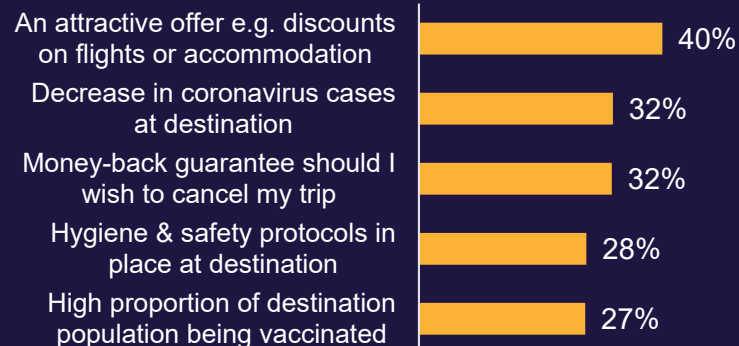 An attractive offer e.g. discounts
on flights or accommodation
40%
Decrease in coronavirus cases
at destination
32%
Money-back guarantee should I
wish to cancel my trip
32%
Hygiene & safety protocols in
place at destination
28%
High proportion of destination
population being vaccinated
27%